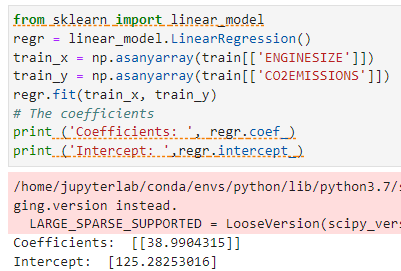 from sklearn import linear_model
regr = linear_model.LinearRegression()
train_x = np.asanyarray(train[['ENGINESIZE']])
train_y = np.asanyarray(train[['CO2EMISSIONS']])
regr.fit(train_x, train_y)
# The coefficients
print ('Coefficients: ', regr.coef_)
print ('Intercept: ',regr.intercept_)
/home/jupyterlab/conda/envs/python/lib/python3.7/s
ging.version instead.
LARGE_SPARSE_SUPPORTED = LooseVersion(scipy_vers
Coefficients:  [[38.9904315]]
Intercept:  [125.28253016]